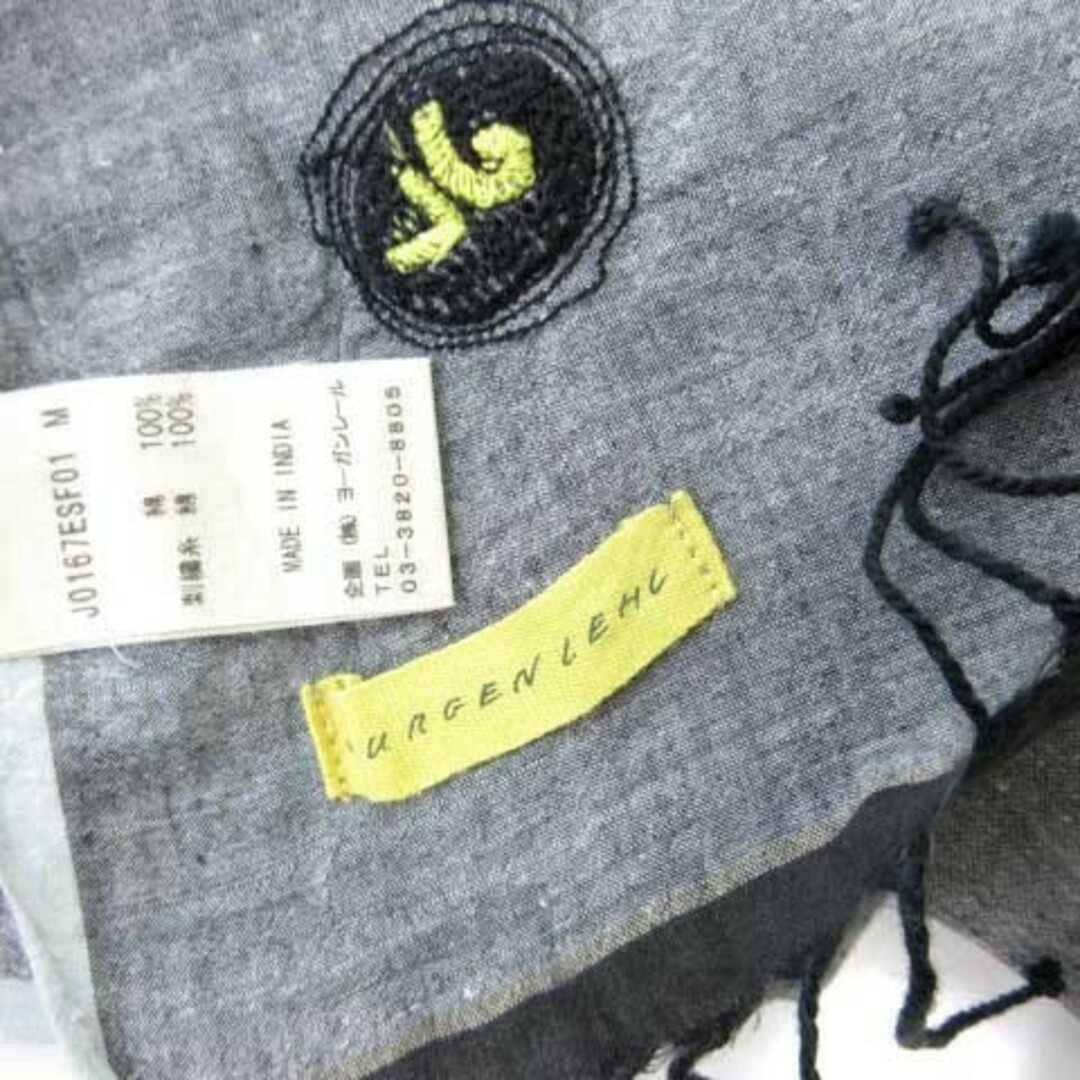 J0167ESF01 M
綿 100%
刺繍糸 綿 100%
MADE IN INDIA
企画 (株) ヨーガンレール
TEL
03-3820-8805
URGEN LEHL